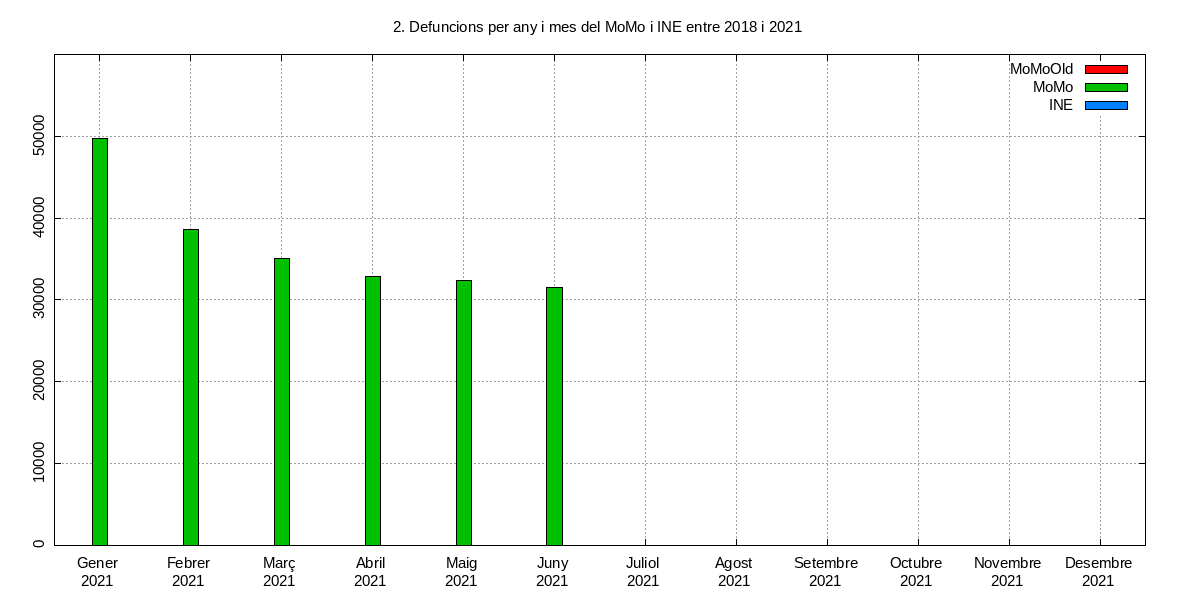 2. Defuncions per any i mes del MoMo i INE entre 2018 i 2021
MoMoOld
MoMo
INE
50000
40000
30000
20000
10000
0
Gener Febrer Març Abril Maig Juny Juliol Agost Setembre Octubre Novembre Desembre
2021 2021 2021 2021 2021 2021 2021 2021 2021 2021 2021 2021